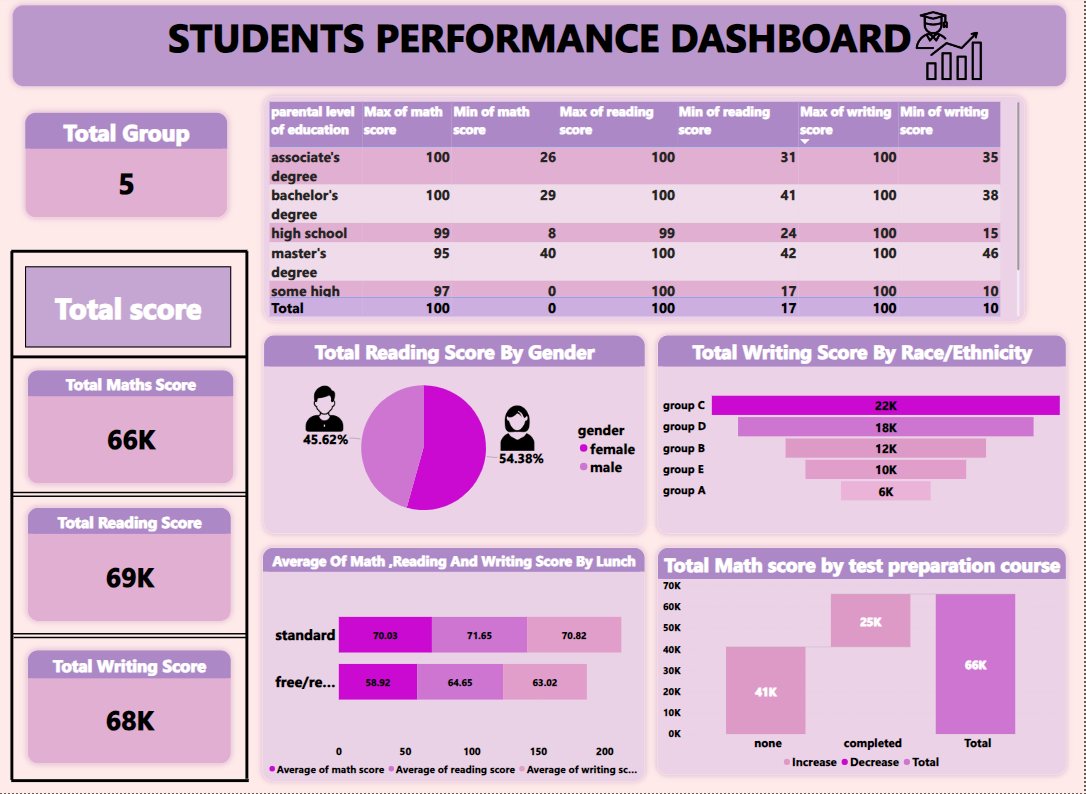 STUDENTS PERFORMANCE DASHBOARD
Total Group
5
Total score
Total Maths Score
66K
Total Reading Score
69K
Total Writing Score
68K
parental level of education Max of math score Min of math score Max of reading score Min of reading score Max of writing score Min of writing score
associate's degree 100 26 100 31 100 35
bachelor's degree 100 29 100 41 100 38
high school 99 8 99 24 100 15
master's degree 95 40 100 42 100 46
some high 97 0 100 17 100 10
Total 100 0 100 17 100 10
Total Reading Score By Gender
45.62%
54.38%
gender
female
male
Total Writing Score By Race/Ethnicity
group C 22K
group D 18K
group B 12K
group E 10K
group A 6K
Average Of Math ,Reading And Writing Score By Lunch
standard 70.03 71.65 70.82
free/re... 58.92 64.65 63.02
0 50 100 150 200
Average of math score Average of reading score Average of writing sc...
Total Math score by test preparation course
70K
60K
50K
40K
30K
20K
10K
0K
41K
25K
66K
none completed Total
Increase Decrease Total